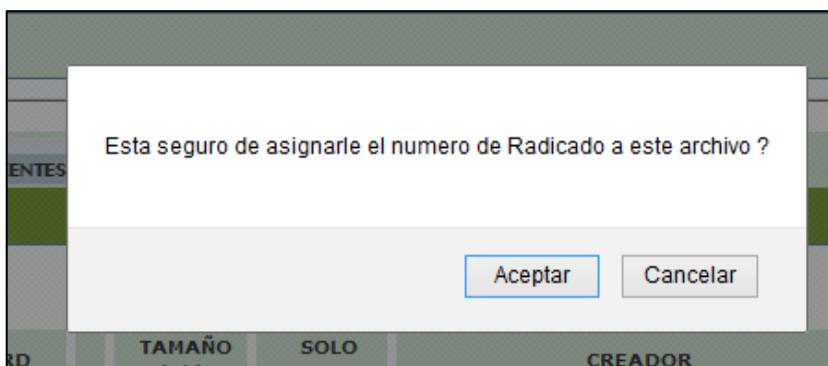 Esta seguro de asignarle el numero de Radicado a este archivo ?
ENTES
Aceptar Cancelar
RD TAMAÑO SOLO CREADOR